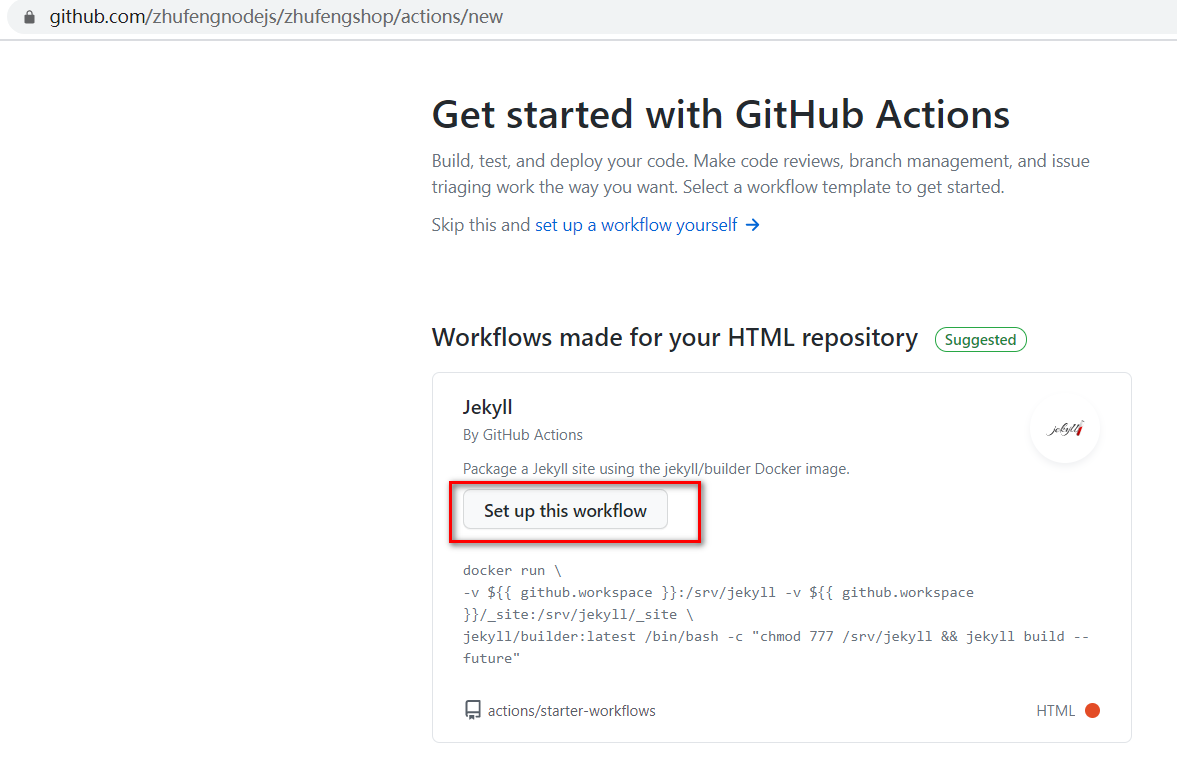 github.com/zhufengnodejs/zhufengshop/actions/new
Get started with GitHub Actions
Build, test, and deploy your code. Make code reviews, branch management, and issue
triaging work the way you want. Select a workflow template to get started.
Skip this and set up a workflow yourself →
Workflows made for your HTML repository Suggested
Jekyll
By GitHub Actions
jekyll
Package a Jekyll site using the jekyll/builder Docker image.
Set up this workflow
docker run \
-v ${{ github.workspace }}:/srv/jekyll -v ${{ github.workspace
}}/_site:/srv/jekyll/_site \
jekyll/builder:latest /bin/bash -c "chmod 777 /srv/jekyll && jekyll build --
future"
actions/starter-workflows HTML